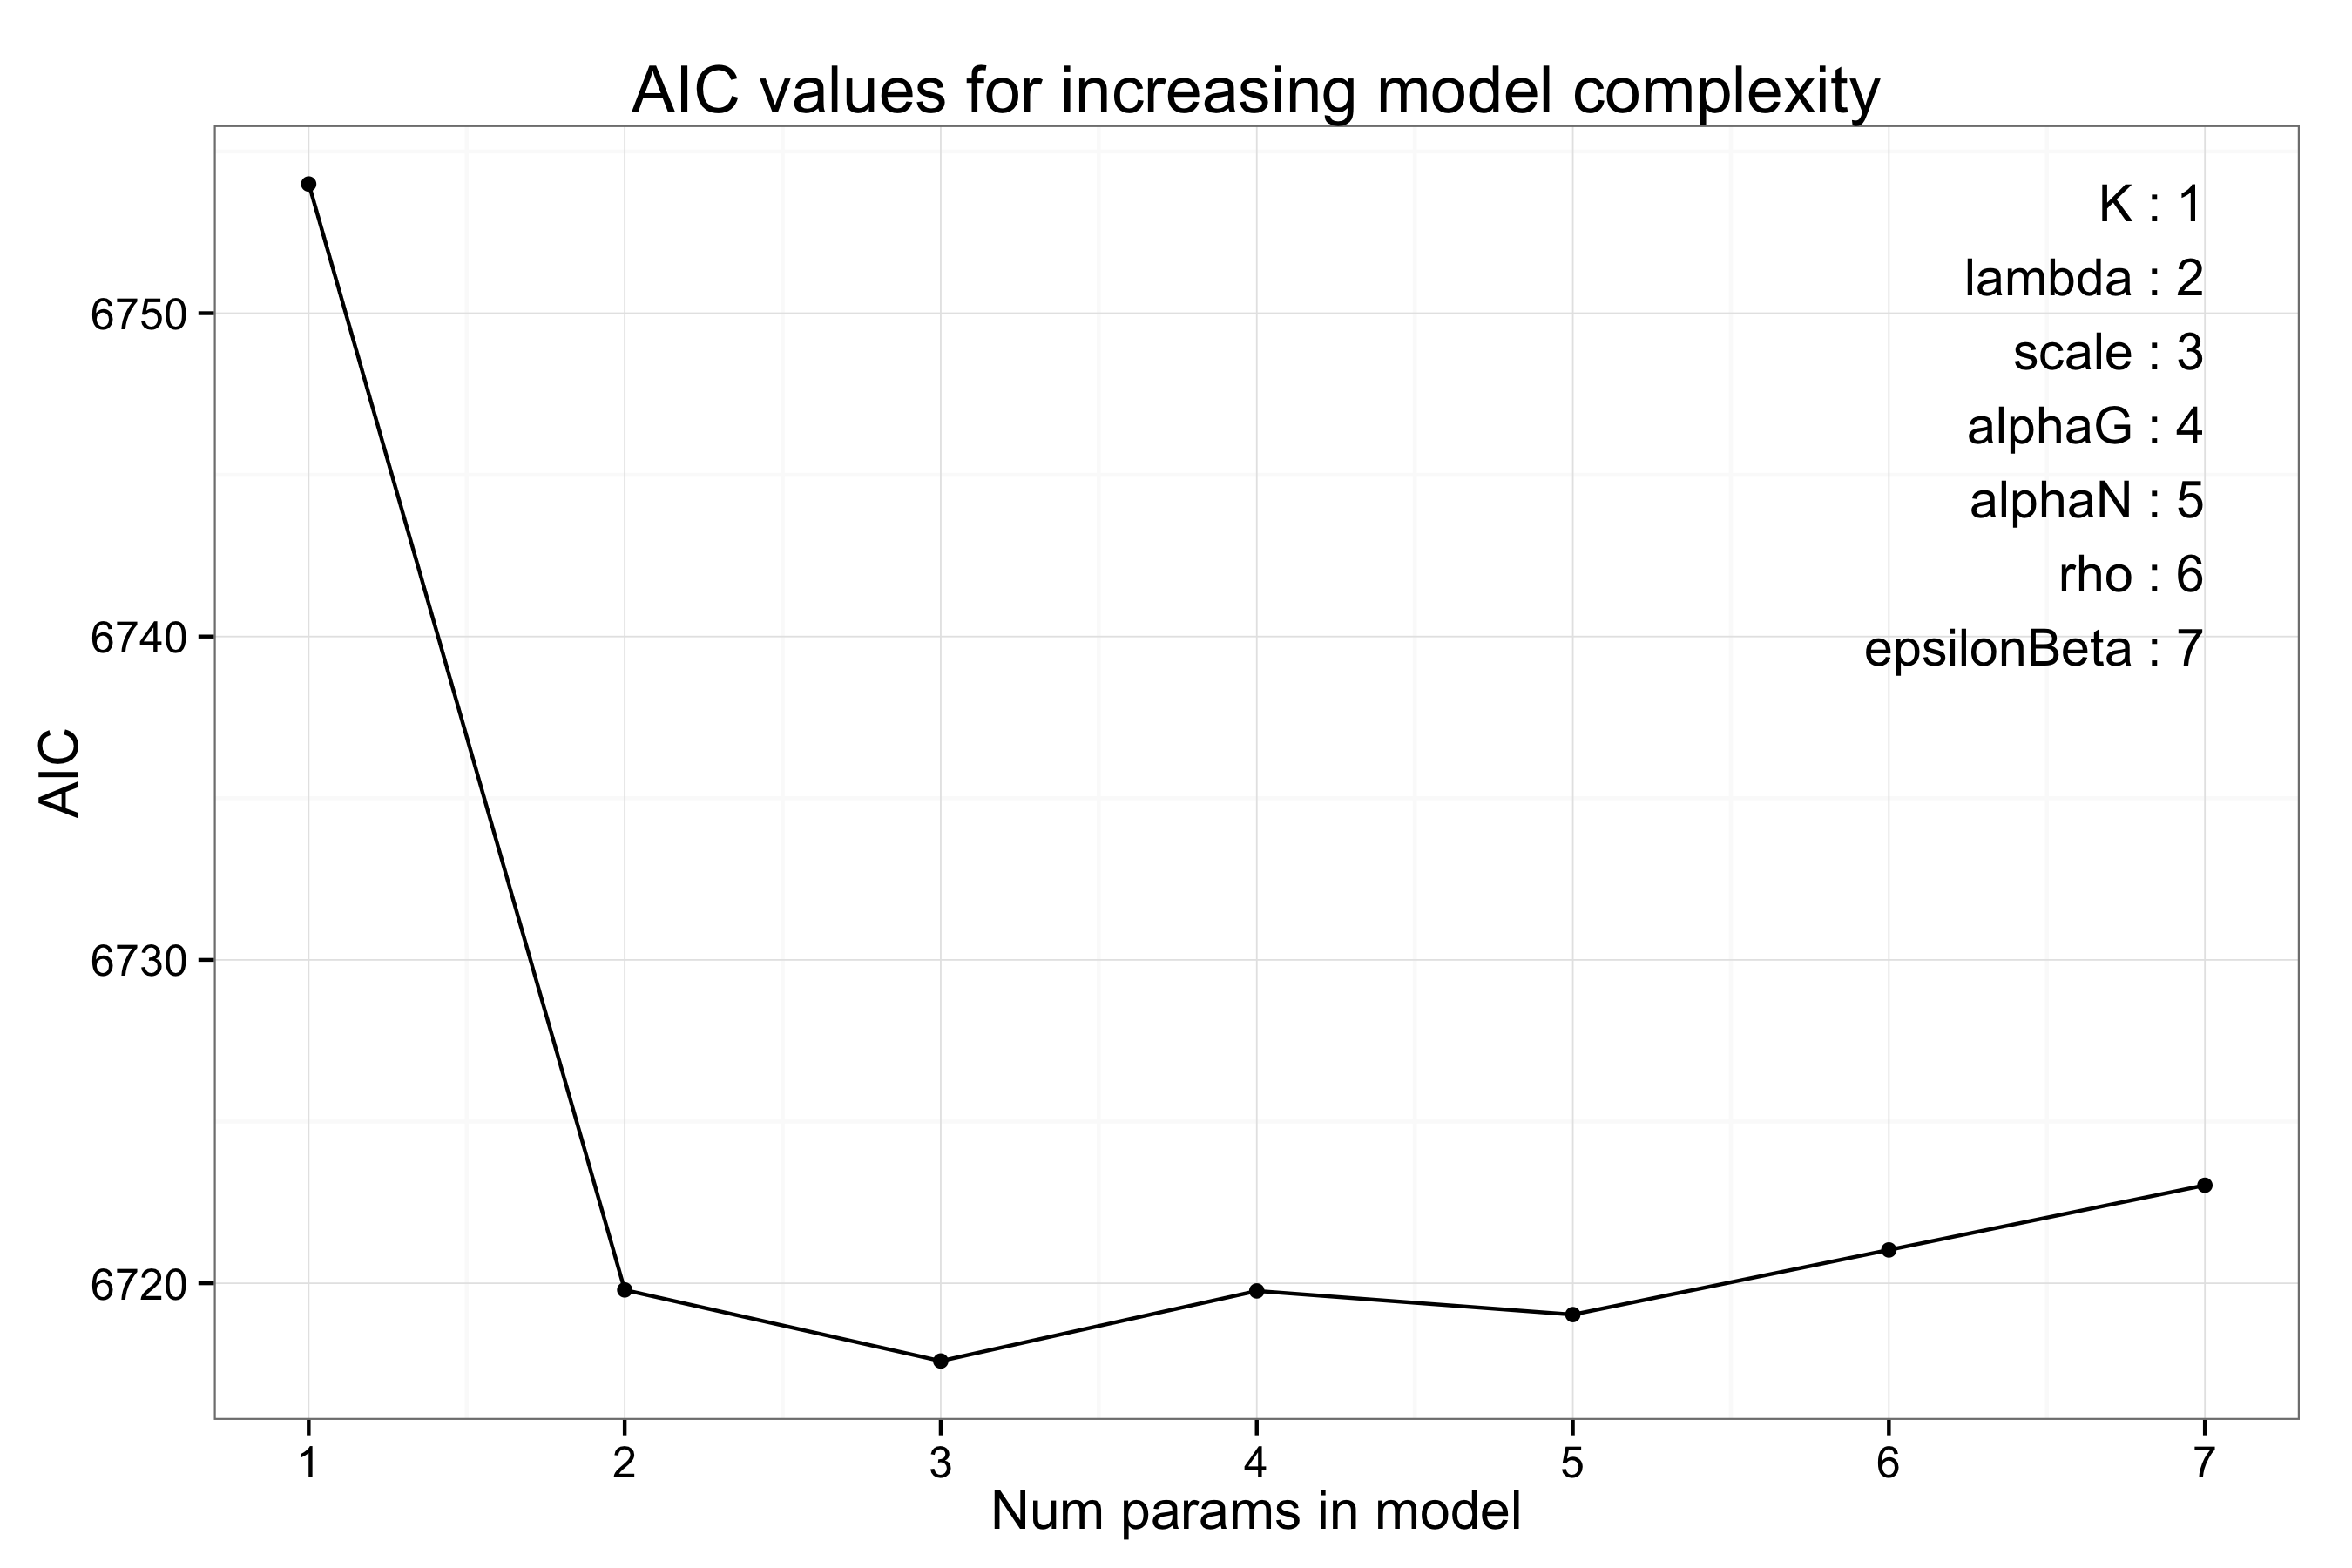 AIC values for increasing model complexity
K : 1
lambda : 2
scale : 3
alphaG : 4
alphaN : 5
rho : 6
epsilonBeta : 7
6750
6740
6730
6720
AIC
1 2 3 4 5 6 7
Num params in model